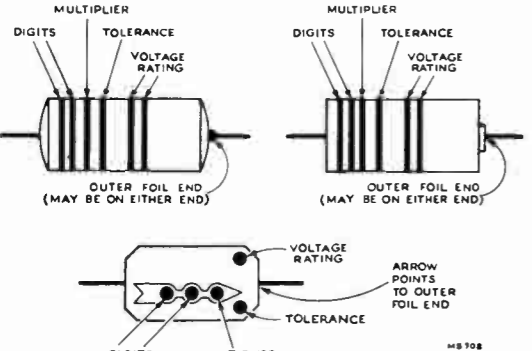 MULTIPLIER
DIGITS
TOLERANCE
VOLTAGE
RATING
OUTER FOIL END
(MAY BE ON EITHER END)
MULTIPLIER
DIGITS
TOLERANCE
VOLTAGE
RATING
OUTER FOIL END
(MAY BE ON EITHER END)
VOLTAGE
RATING
ARROW
POINTS
TO OUTER
FOIL END
TOLERANCE